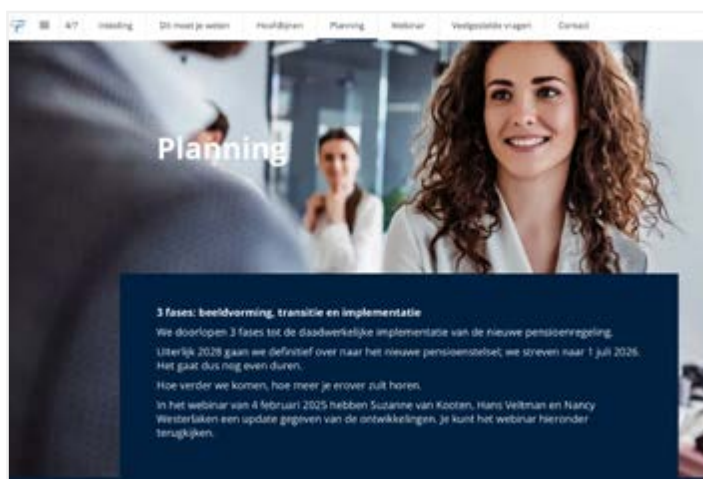 4/7 Inleiding Dit moet je weten Hoofdlijnen Planning Webinar Veelgestelde vragen Contact
Planning
3 fases: beeldvorming, transitie en implementatie
We doorlopen 3 fases tot de daadwerkelijke implementatie van de nieuwe pensioenregeling.
Uiterlijk 2028 gaan we definitief over naar het nieuwe pensioenstelsel; we streven naar 1 juli 2026.
Het gaat dus nog even duren.
Hoe verder we komen, hoe meer je erover zult horen.
In het webinar van 4 februari 2025 hebben Suzanne van Kooten, Hans Veltman en Nancy
Westerlaken een update gegeven van de ontwikkelingen. Je kunt het webinar hieronder
terugkijken.